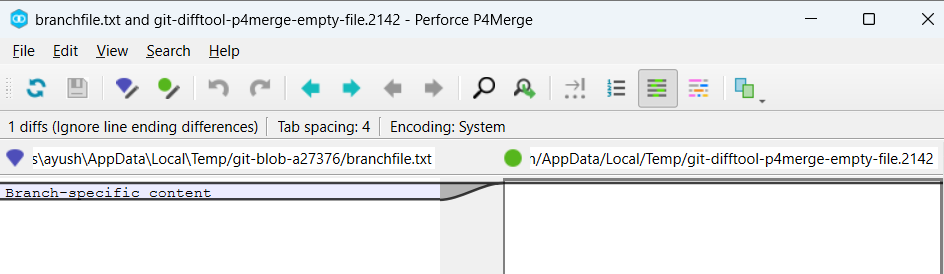 branchfile.txt and git-difftool-p4merge-empty-file.2142 - Perforce P4Merge
File Edit View Search Help
1 diffs (Ignore line ending differences) Tab spacing: 4 Encoding: System
s\ayush\AppData\Local\Temp/git-blob-a27376/branchfile.txt
/AppData/Local/Temp/git-difftool-p4merge-empty-file.2142
Branch-specific content